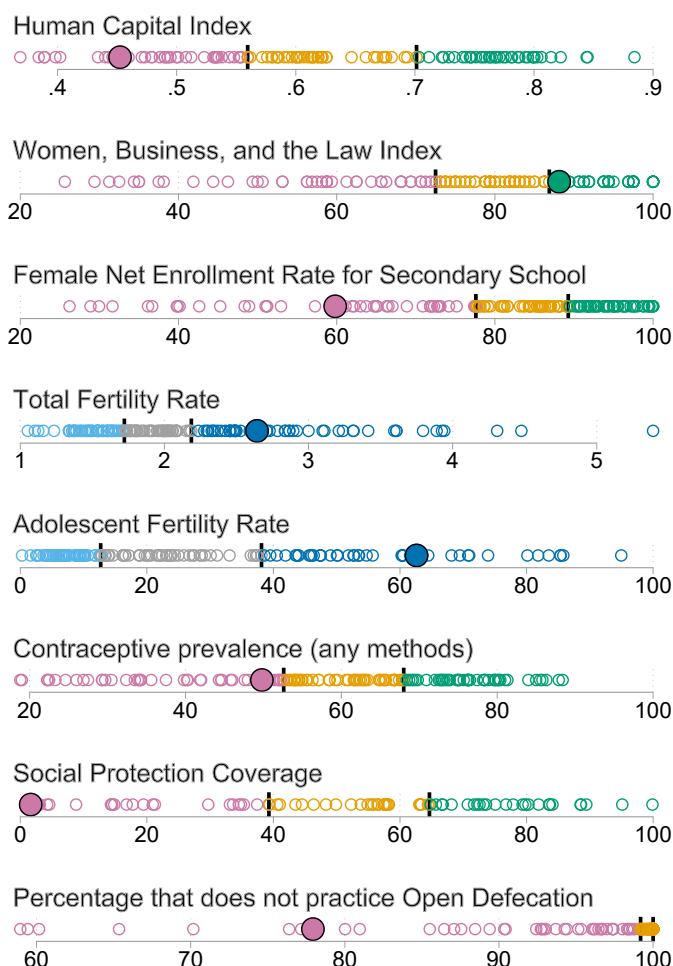 Human Capital Index
.4 .5 .6 .7 .8 .9
Women, Business, and the Law Index
20 40 60 80 100
Female Net Enrollment Rate for Secondary School
20 40 60 80 100
Total Fertility Rate
1 2 3 4 5
Adolescent Fertility Rate
0 20 40 60 80 100
Contraceptive prevalence (any methods)
20 40 60 80 100
Social Protection Coverage
0 20 40 60 80 100
Percentage that does not practice Open Defecation
60 70 80 90 100